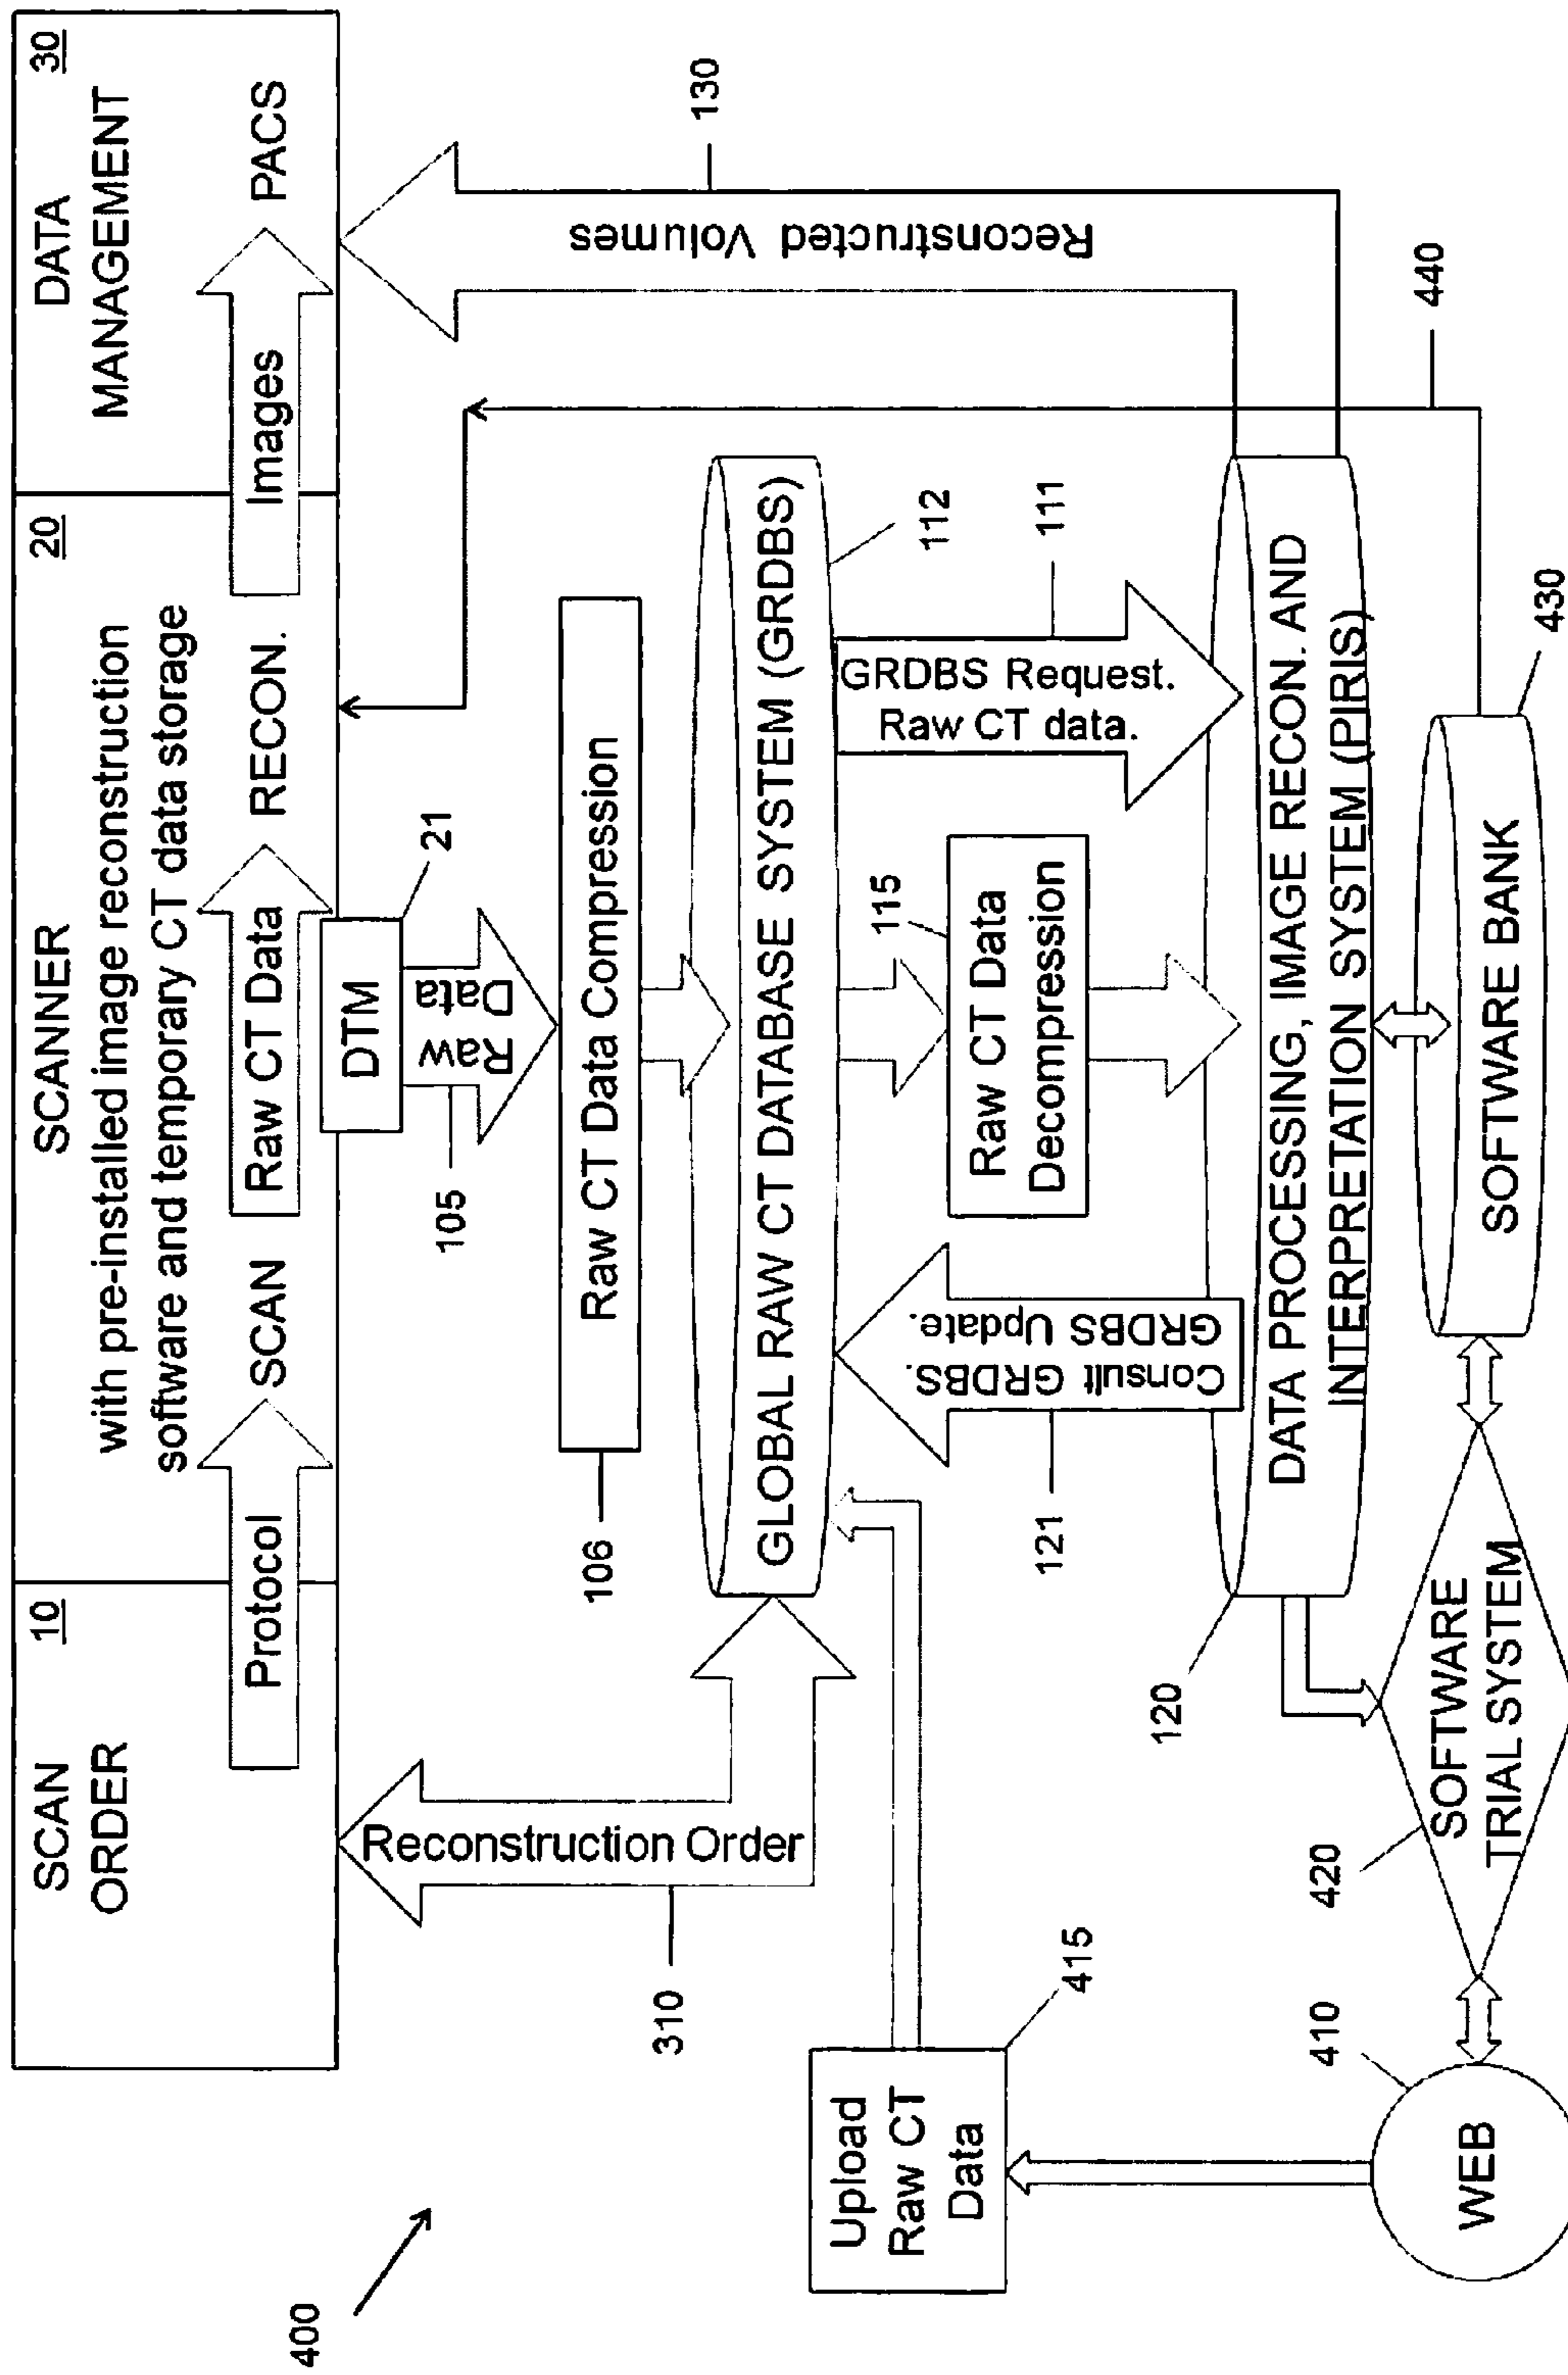 SCAN
ORDER
10
Protocol
SCANNER
20
with pre-installed image reconstruction
software and temporary CT data storage
SCAN
Raw CT Data
RECON.
Images
DATA
MANAGEMENT
30
PACS
DTM
21
Raw
Data
105
Raw CT Data Compression
106
GLOBAL RAW CT DATABASE SYSTEM (GRDBS)
112
Reconstruction Order
310
Consult GRDBS.
GRDBS Update.
121
115
Raw CT Data
Decompression
GRDBS Request.
Raw CT data.
111
Reconstructed Volumes
130
DATA PROCESSING, IMAGE RECON. AND
INTERPRETATION SYSTEM (PIRIS)
120
440
Upload
Raw CT
Data
415
WEB
410
SOFTWARE
TRIAL SYSTEM
420
SOFTWARE BANK
430
400